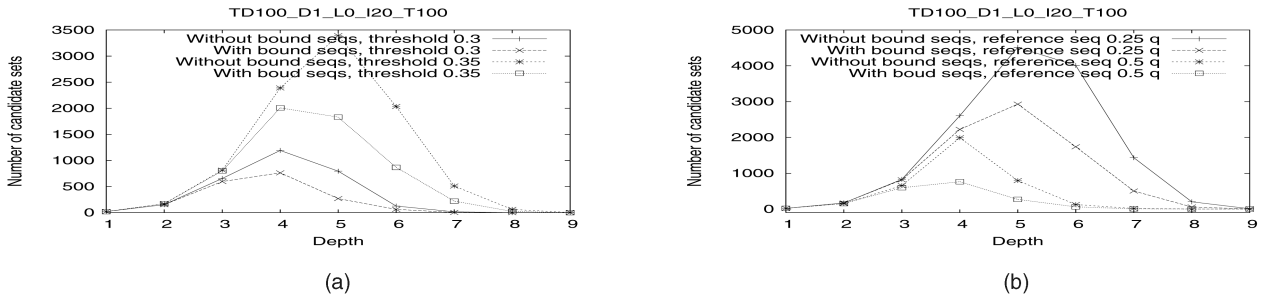 TD100_D1_L0_I20_T100
Number of candidate sets
3500
3000
2500
2000
1500
1000
500
0
Without bound seqs, threshold 0.3
With bound seqs, threshold 0.3
Without bound seqs, threshold 0.35
With boud seqs, threshold 0.35
1 2 3 4 5 6 7 8 9
Depth
(a)
TD100_D1_L0_I20_T100
Number of candidate sets
5000
4000
3000
2000
1000
0
Without bound seqs, reference seq 0.25 q
With bound seqs, reference seq 0.25 q
Without bound seqs, reference seq 0.5 q
With boud seqs, reference seq 0.5 q
1 2 3 4 5 6 7 8 9
Depth
(b)